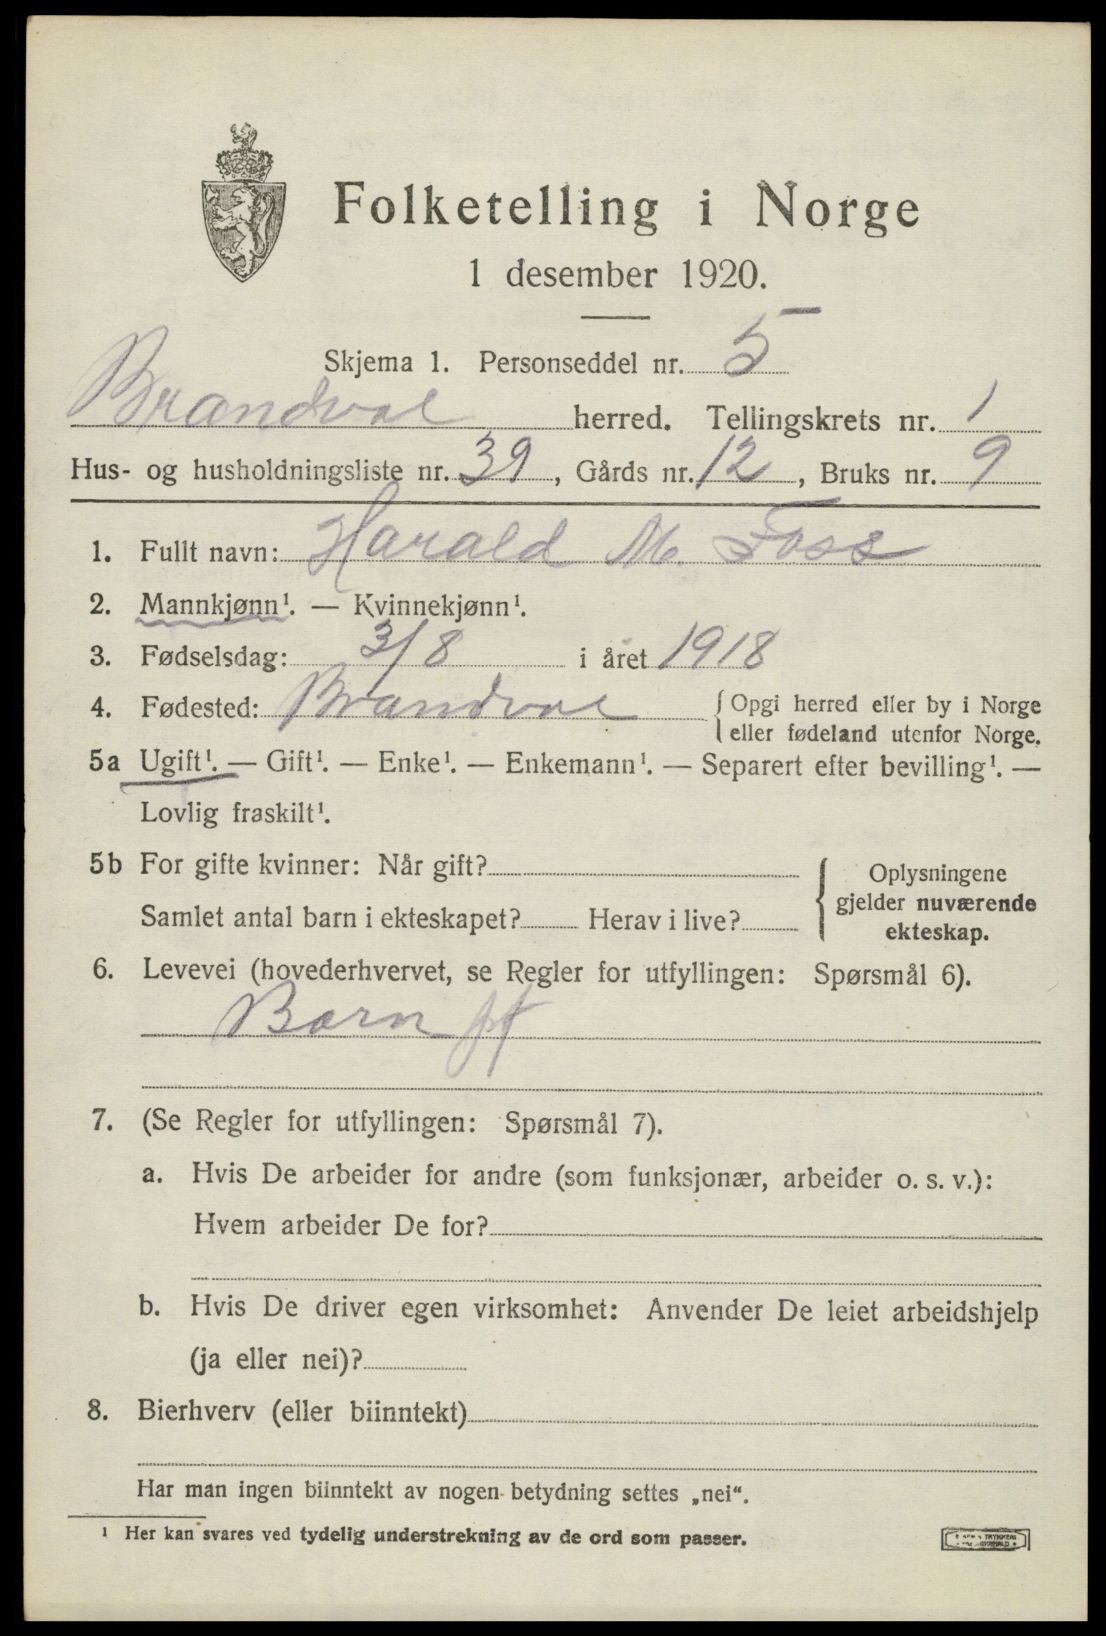 Folketelling i Norge
1 desember 1920.
Skjema 1. Personseddel nr. 5
Brandval herred. Tellingskrets nr. 1
Hus- og husholdningsliste nr. 39, Gårds nr. 12, Bruks nr. 9
1. Fullt navn: Harald M. Foss
2. Mannkjønn¹. — Kvinnekjønn¹.
3. Fødselsdag: 3/8 i året 1918
4. Fødested: Brandval { Opgi herred eller by i Norge
eller fødeland utenfor Norge.
5a Ugift¹. — Gift¹. — Enke¹. — Enkemann¹. — Separert efter bevilling¹. —
Lovlig fraskilt¹.
5b For gifte kvinner: Når gift?
Samlet antal barn i ekteskapet? Herav i live?
{ Oplysningene
gjelder nuværende
ekteskap.
6. Levevei (hovederhvervet, se Regler for utfyllingen: Spørsmål 6).
Barn
7. (Se Regler for utfyllingen: Spørsmål 7).
a. Hvis De arbeider for andre (som funksjonær, arbeider o. s. v.):
Hvem arbeider De for?
b. Hvis De driver egen virksomhet: Anvender De leiet arbeidshjelp
(ja eller nei)?
8. Bierhverv (eller biinntekt)
Har man ingen biinntekt av nogen betydning settes „nei“.
¹ Her kan svares ved tydelig understrekning av de ord som passer.